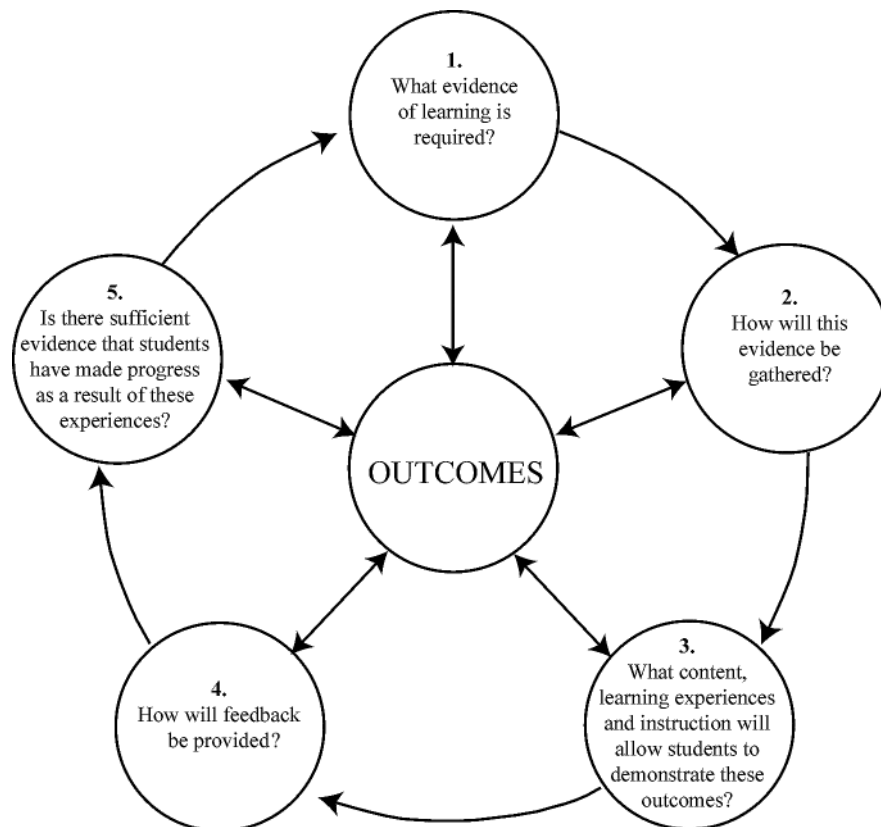 1.
What evidence
of learning is
required?
2.
How will this
evidence be
gathered?
3.
What content,
learning experiences
and instruction will
allow students to
demonstrate these
outcomes?
4.
How will feedback
be provided?
5.
Is there sufficient
evidence that students
have made progress
as a result of these
experiences?
OUTCOMES